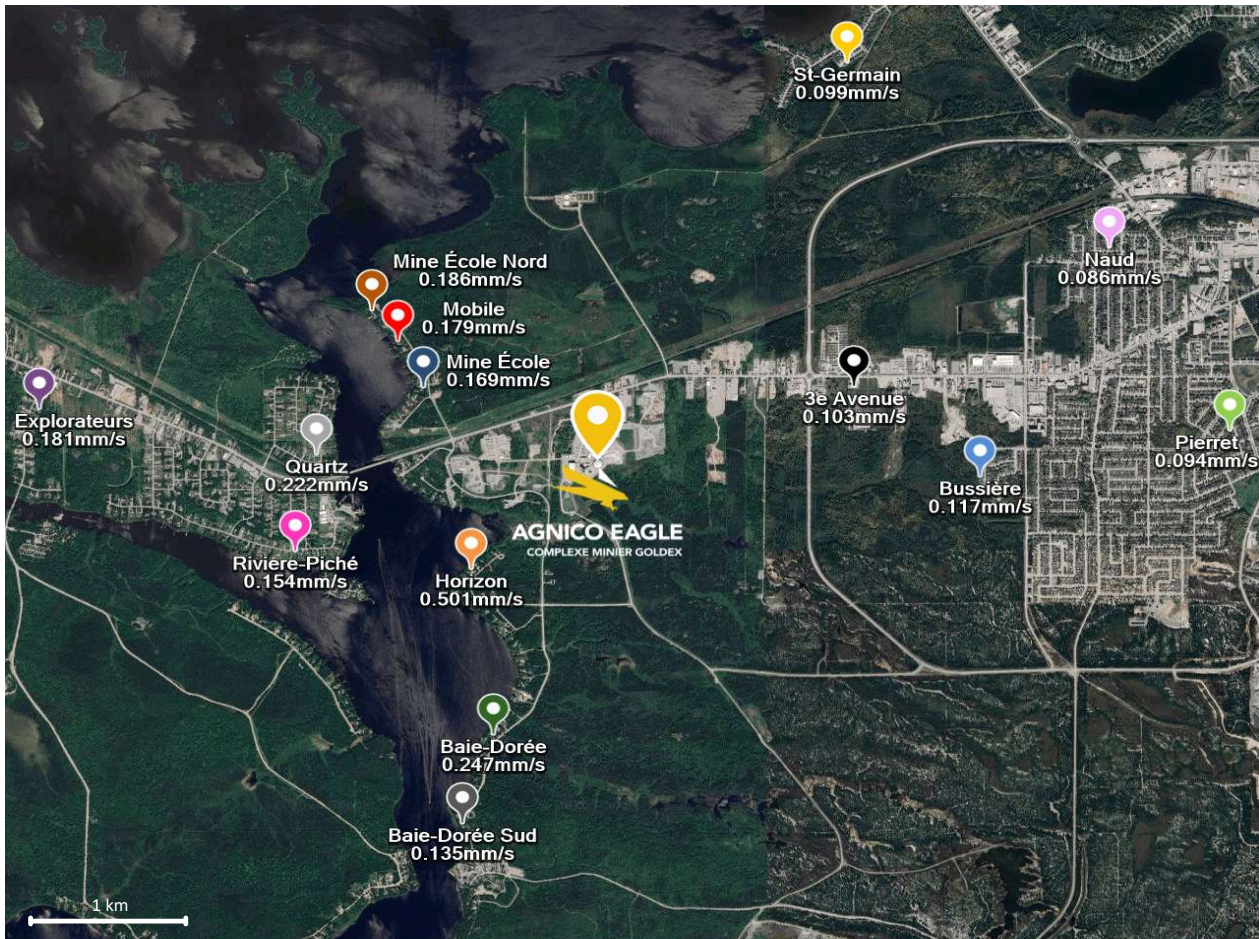 St-Germain
0.099mm/s
Naud
0.086mm/s
Mine École Nord
0.186mm/s
Mobile
0.179mm/s
Mine École
0.169mm/s
3e Avenue
0.103mm/s
Explorateurs
0.181mm/s
Quartz
0.222mm/s
Pierret
0.094mm/s
Bussière
0.117mm/s
AGNICO EAGLE
COMPLEXE MINIER GOLDEX
Riviere-Piché
0.154mm/s
Horizon
0.501mm/s
Baie-Dorée
0.247mm/s
Baie-Dorée Sud
0.135mm/s
1 km